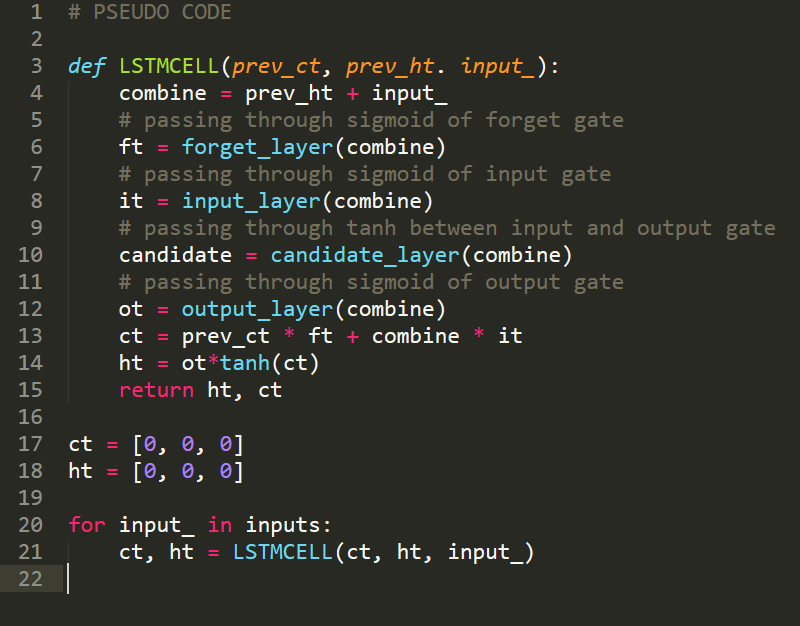 1 # PSEUDO CODE
2
3 def LSTMCELL(prev_ct, prev_ht. input_):
4     combine = prev_ht + input_
5     # passing through sigmoid of forget gate
6     ft = forget_layer(combine)
7     # passing through sigmoid of input gate
8     it = input_layer(combine)
9     # passing through tanh between input and output gate
10     candidate = candidate_layer(combine)
11     # passing through sigmoid of output gate
12     ot = output_layer(combine)
13     ct = prev_ct * ft + combine * it
14     ht = ot*tanh(ct)
15     return ht, ct
16
17 ct = [0, 0, 0]
18 ht = [0, 0, 0]
19
20 for input_ in inputs:
21     ct, ht = LSTMCELL(ct, ht, input_)
22